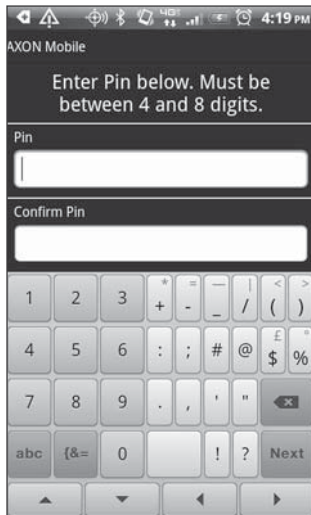 4G 4:19 PM
AXON Mobile
Enter Pin below. Must be
between 4 and 8 digits.
Pin
Confirm Pin
1 2 3 * + = - — _ | / < ( > )
4 5 6 : ; # @ £ $ ° %
7 8 9 . , ' "
abc {&= 0 ! ? Next